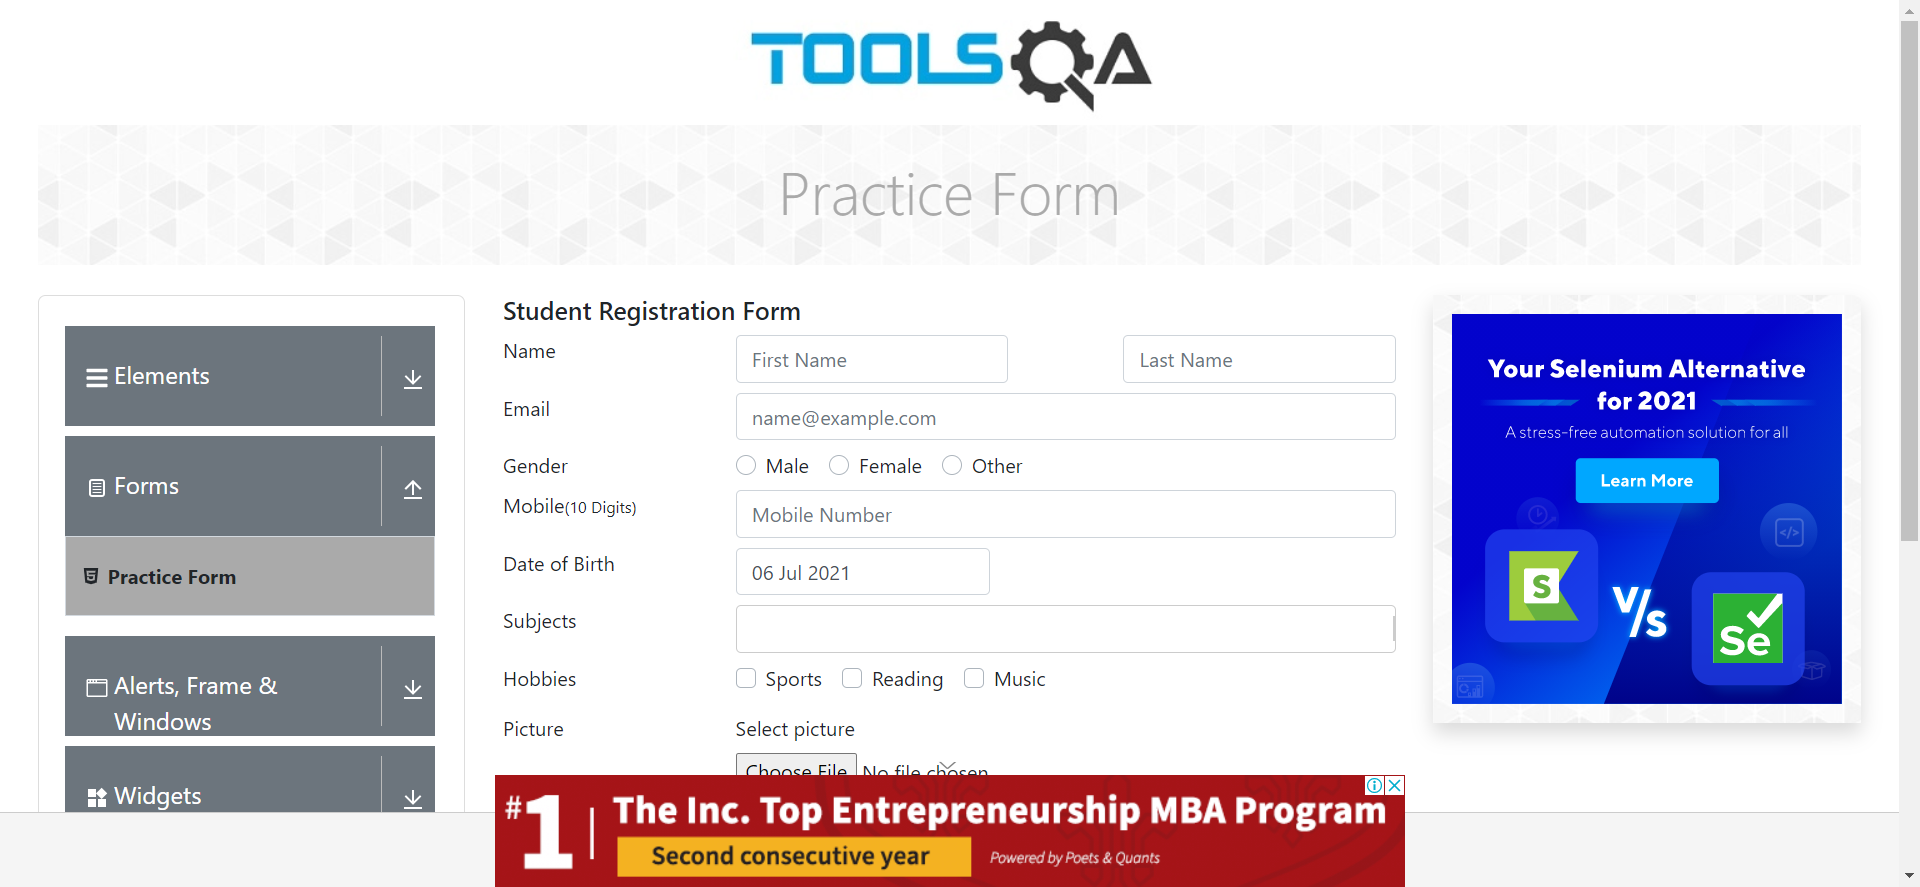 TOOLSQA
Practice Form
Elements
Forms
Practice Form
Alerts, Frame &
Windows
Widgets
Student Registration Form
Name
First Name
Last Name
Email
name@example.com
Gender
Male
Female
Other
Mobile(10 Digits)
Mobile Number
Date of Birth
06 Jul 2021
Subjects
Hobbies
Sports
Reading
Music
Picture
Select picture
Choose File
No file chosen
Your Selenium Alternative
for 2021
A stress-free automation solution for all
Learn More
S
V/s
Se
#1
The Inc. Top Entrepreneurship MBA Program
Second consecutive year
Powered by Poets & Quants